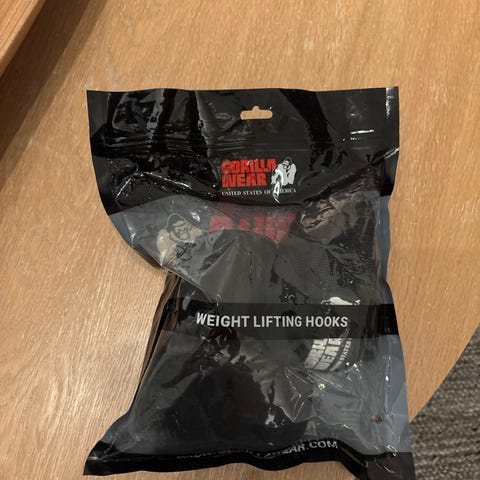 GORILLA
WEAR
UNITED STATES OF AMERICA
WEIGHT LIFTING HOOKS